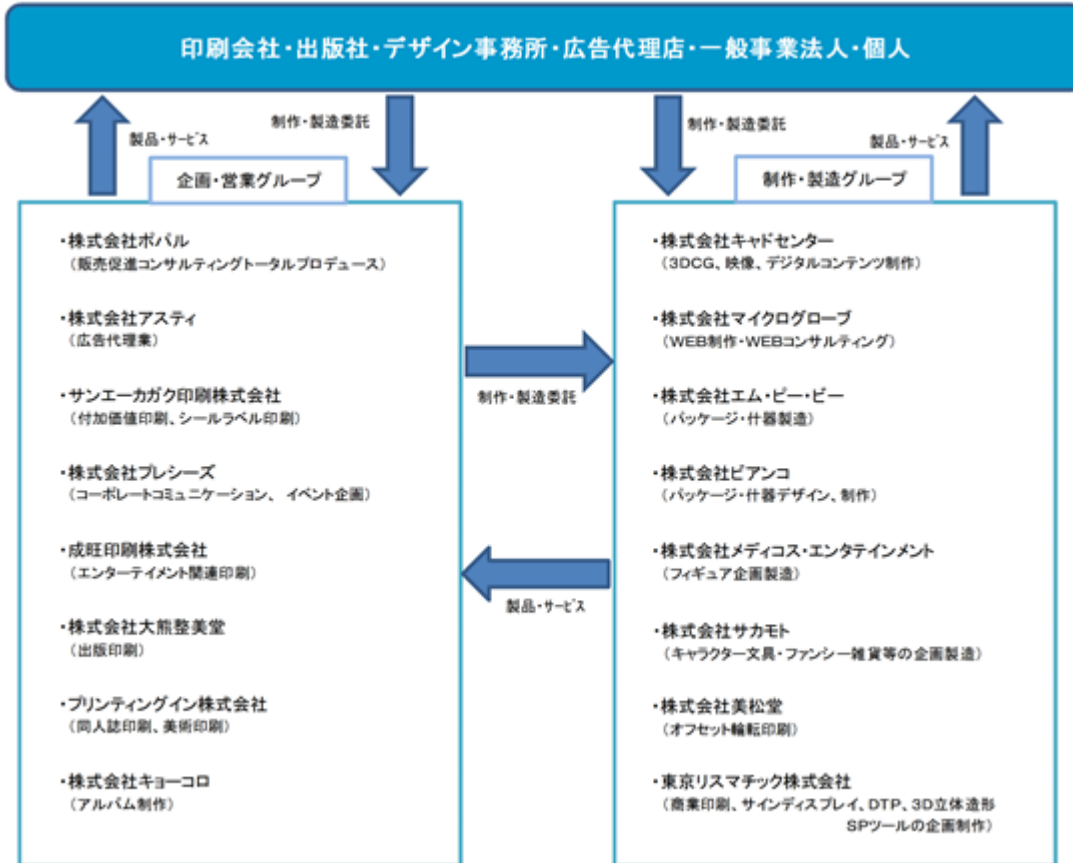 印刷会社・出版社・デザイン事務所・広告代理店・一般事業法人・個人
製品・サービス
制作・製造委託
制作・製造委託
製品・サービス
企画・営業グループ
・株式会社ポパル
(販売促進コンサルティングトータルプロデュース)
・株式会社アスティ
(広告代理業)
・サンエーカガク印刷株式会社
(付加価値印刷、シールラベル印刷)
・株式会社プレシーズ
(コーポレートコミュニケーション、 イベント企画)
・成旺印刷株式会社
(エンターテイメント関連印刷)
・株式会社大熊整美堂
(出版印刷)
・プリンティングイン株式会社
(同人誌印刷、美術印刷)
・株式会社キョーコロ
(アルバム制作)
制作・製造委託
製品・サービス
制作・製造グループ
・株式会社キャドセンター
(3DCG、映像、デジタルコンテンツ制作)
・株式会社マイクログローブ
(WEB制作・WEBコンサルティング)
・株式会社エム・ピー・ビー
(パッケージ・什器製造)
・株式会社ビアンコ
(パッケージ・什器デザイン、制作)
・株式会社メディコス・エンタテインメント
(フィギュア企画製造)
・株式会社サカモト
(キャラクター文具・ファンシー雑貨等の企画製造)
・株式会社美松堂
(オフセット輪転印刷)
・東京リスマチック株式会社
(商業印刷、サインディスプレイ、DTP、3D立体造形
SPツールの企画制作)